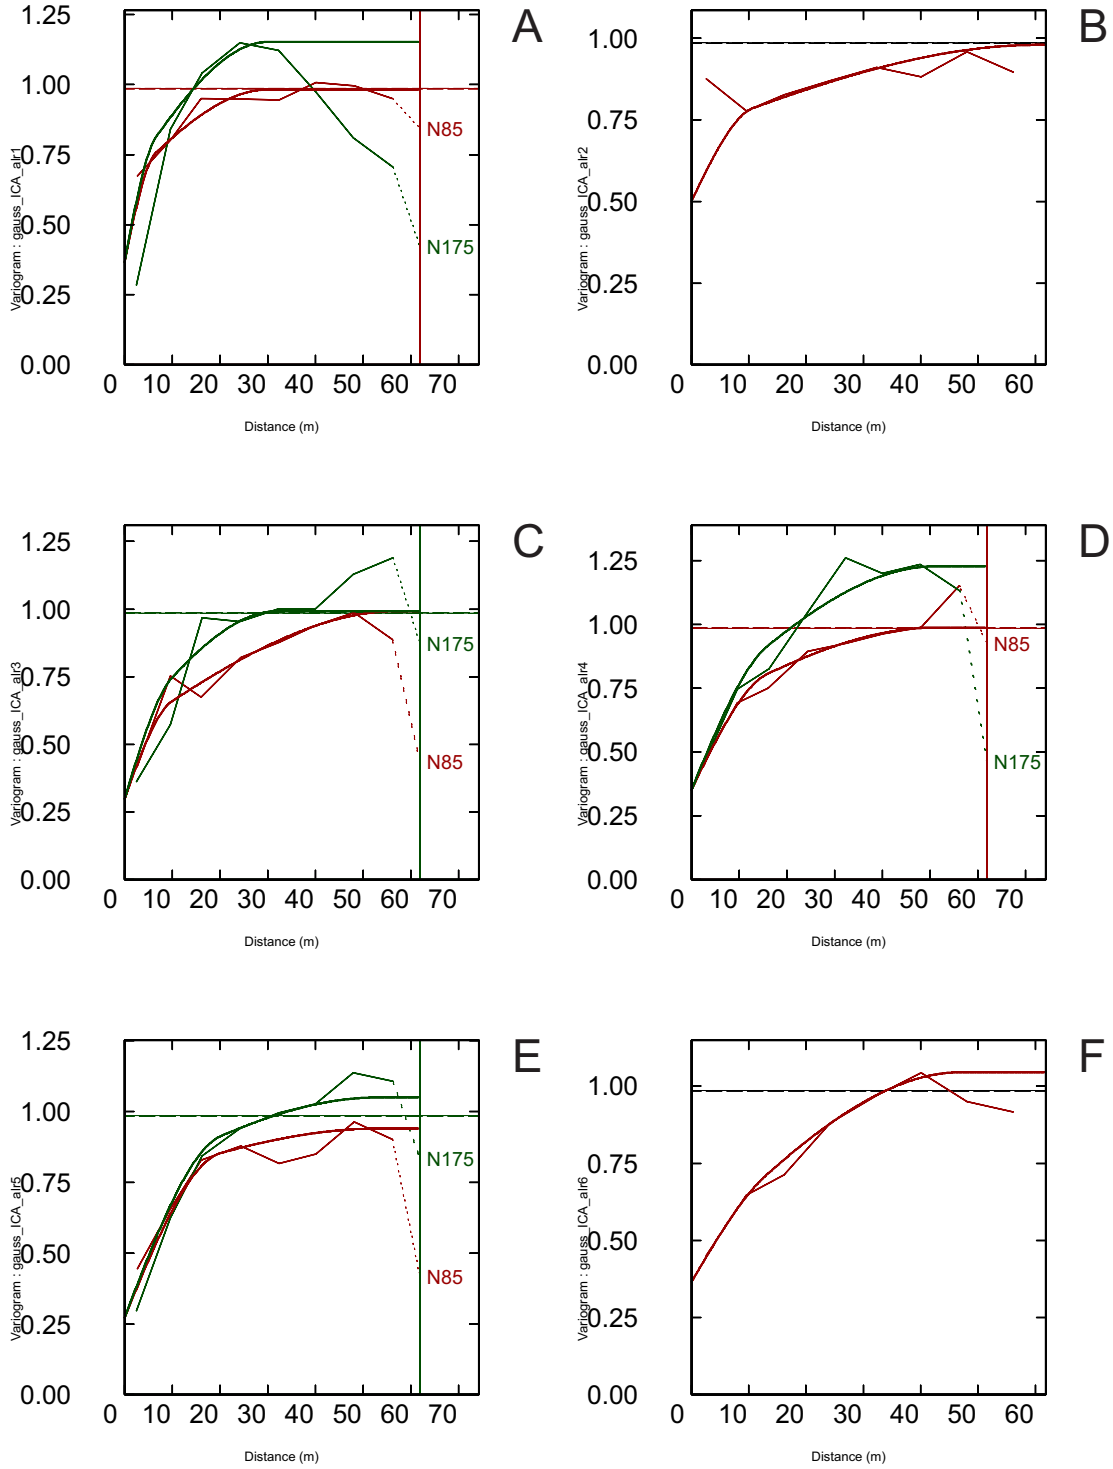 A
1.25
1.00
0.75
0.50
0.25
0.00
Variogram : gauss_ICA_alr1
N85
N175
0 10 20 30 40 50 60 70
Distance (m)
B
1.00
0.75
0.50
0.25
0.00
Variogram : gauss_ICA_alr2
0 10 20 30 40 50 60
Distance (m)
C
1.25
1.00
0.75
0.50
0.25
0.00
Variogram : gauss_ICA_alr3
N175
N85
0 10 20 30 40 50 60 70
Distance (m)
D
1.25
1.00
0.75
0.50
0.25
0.00
Variogram : gauss_ICA_alr4
N85
N175
0 10 20 30 40 50 60 70
Distance (m)
E
1.25
1.00
0.75
0.50
0.25
0.00
Variogram : gauss_ICA_alr5
N175
N85
0 10 20 30 40 50 60 70
Distance (m)
F
1.00
0.75
0.50
0.25
0.00
Variogram : gauss_ICA_alr6
0 10 20 30 40 50 60
Distance (m)